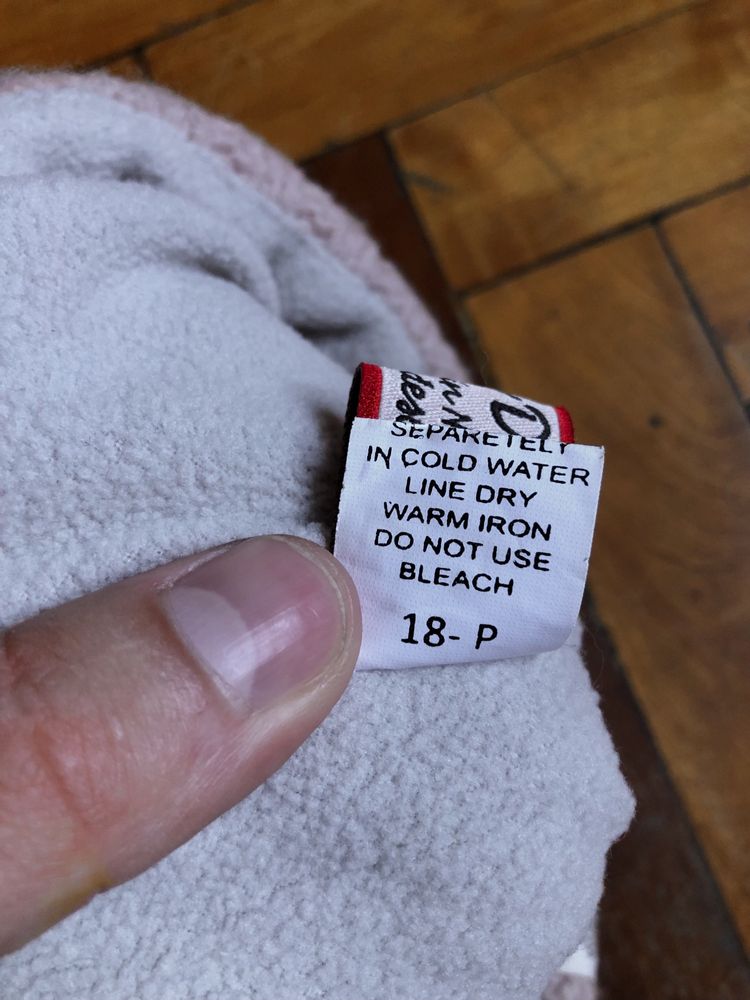 SEPARETELY
IN COLD WATER
LINE DRY
WARM IRON
DO NOT USE
BLEACH
18- P